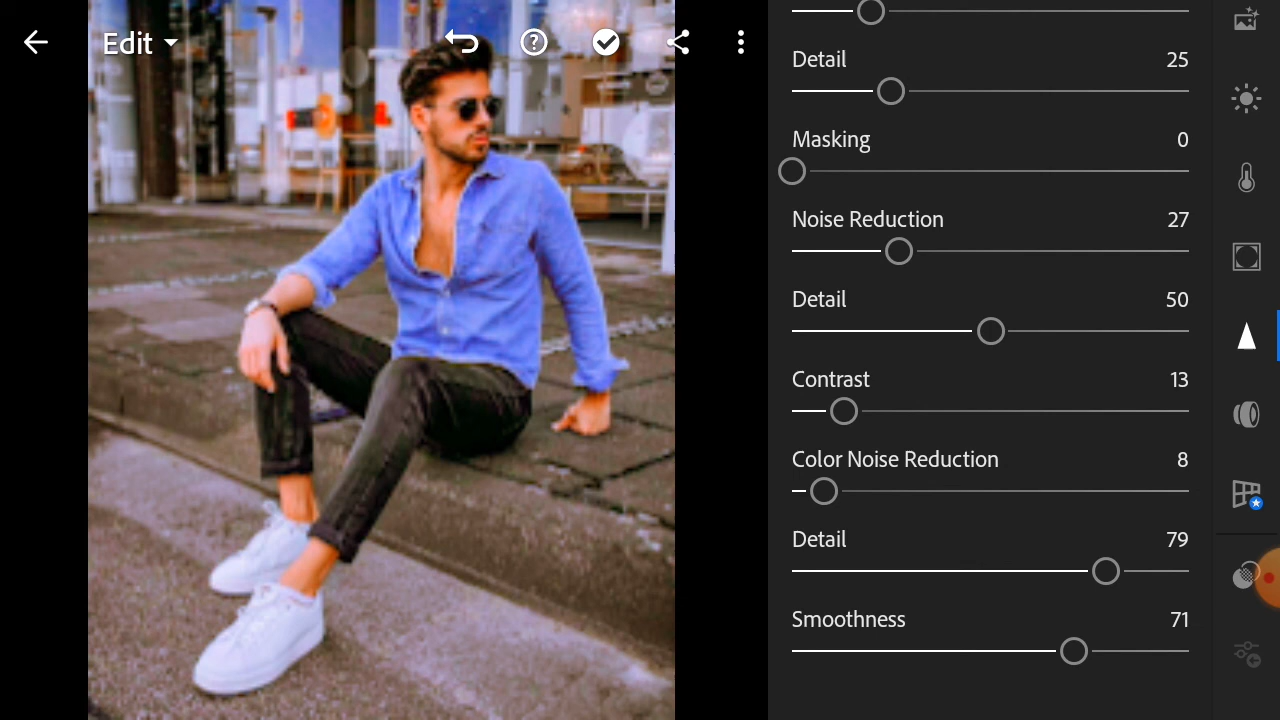 Edit
Detail 25
Masking 0
Noise Reduction 27
Detail 50
Contrast 13
Color Noise Reduction 8
Detail 79
Smoothness 71